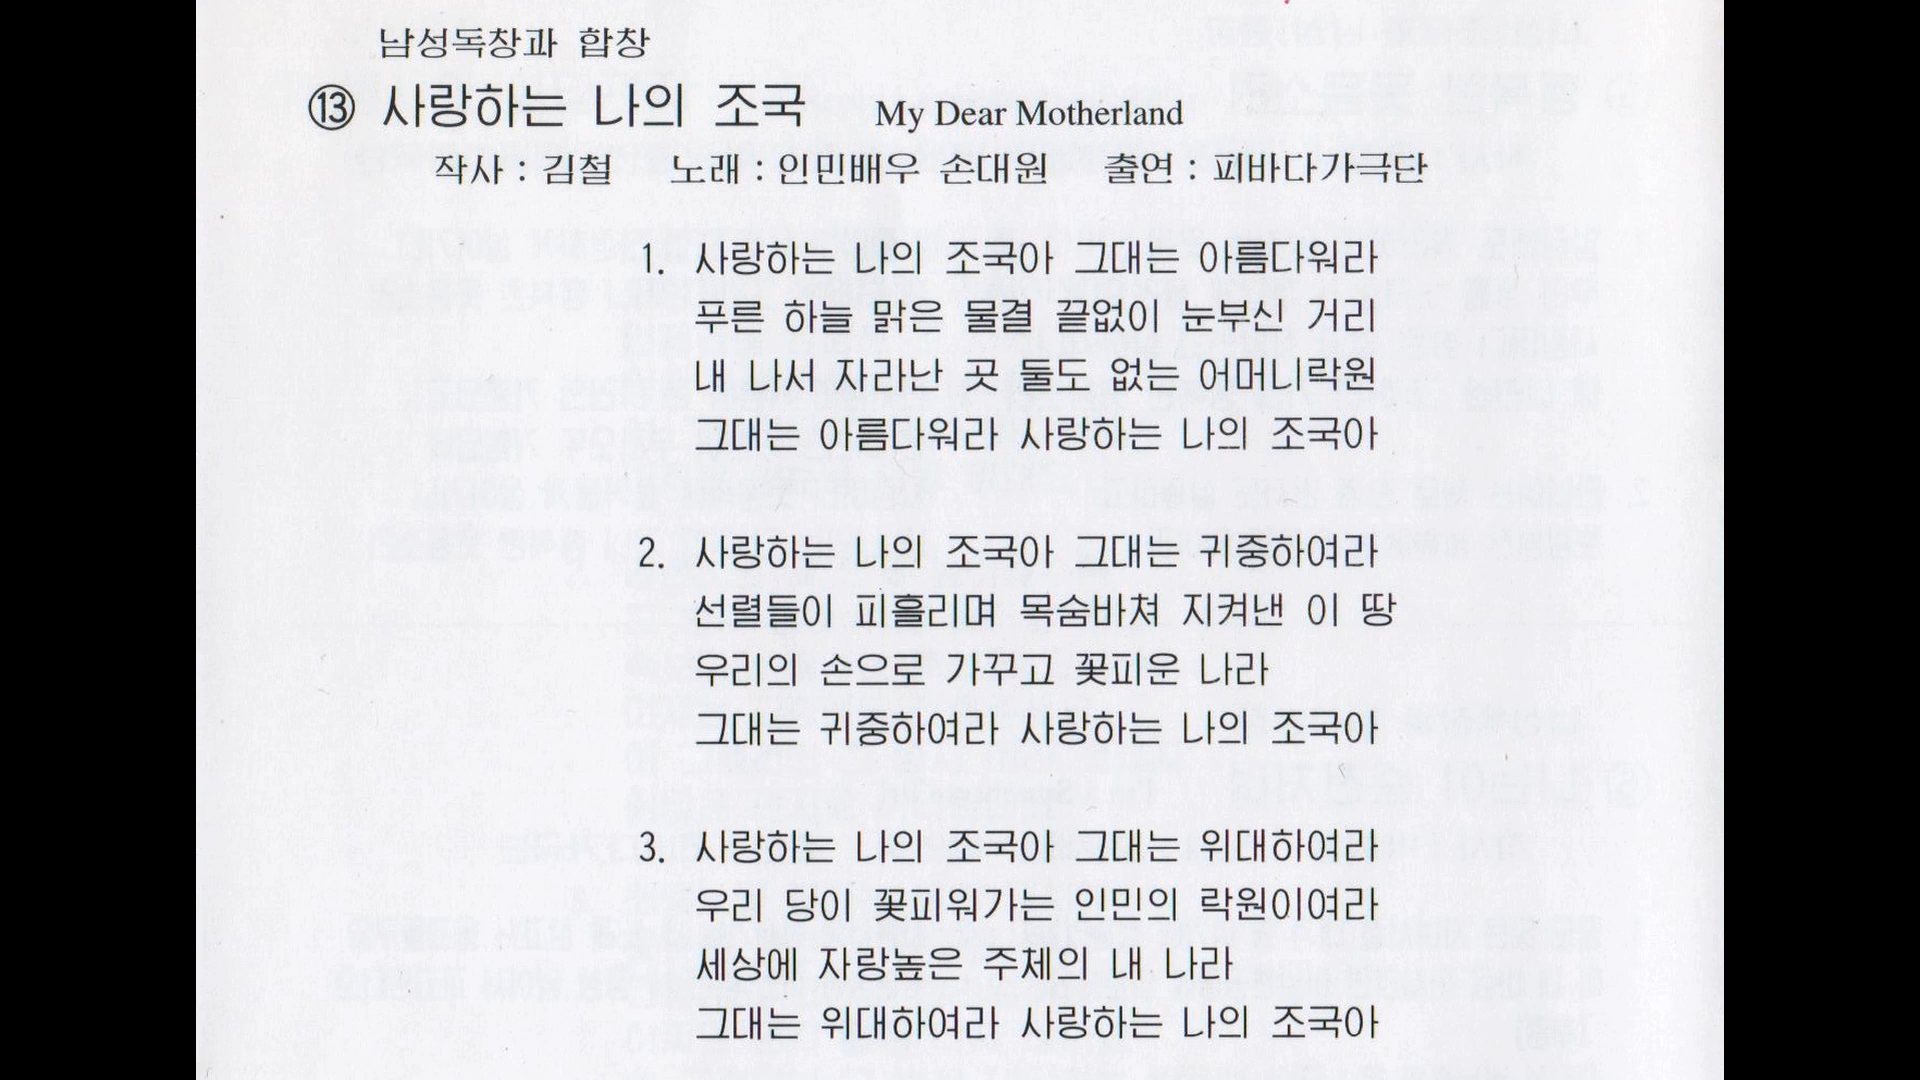 남성독창과 합창
⑬ 사랑하는 나의 조국 My Dear Motherland
작사 : 김철 노래 : 인민배우 손대원 출연 : 피바다가극단
1. 사랑하는 나의 조국아 그대는 아름다워라
푸른 하늘 맑은 물결 끝없이 눈부신 거리
내 나서 자라난 곳 둘도 없는 어머니락원
그대는 아름다워라 사랑하는 나의 조국아
2. 사랑하는 나의 조국아 그대는 귀중하여라
선렬들이 피흘리며 목숨바쳐 지켜낸 이 땅
우리의 손으로 가꾸고 꽃피운 나라
그대는 귀중하여라 사랑하는 나의 조국아
3. 사랑하는 나의 조국아 그대는 위대하여라
우리 당이 꽃피워가는 인민의 락원이여라
세상에 자랑높은 주체의 내 나라
그대는 위대하여라 사랑하는 나의 조국아